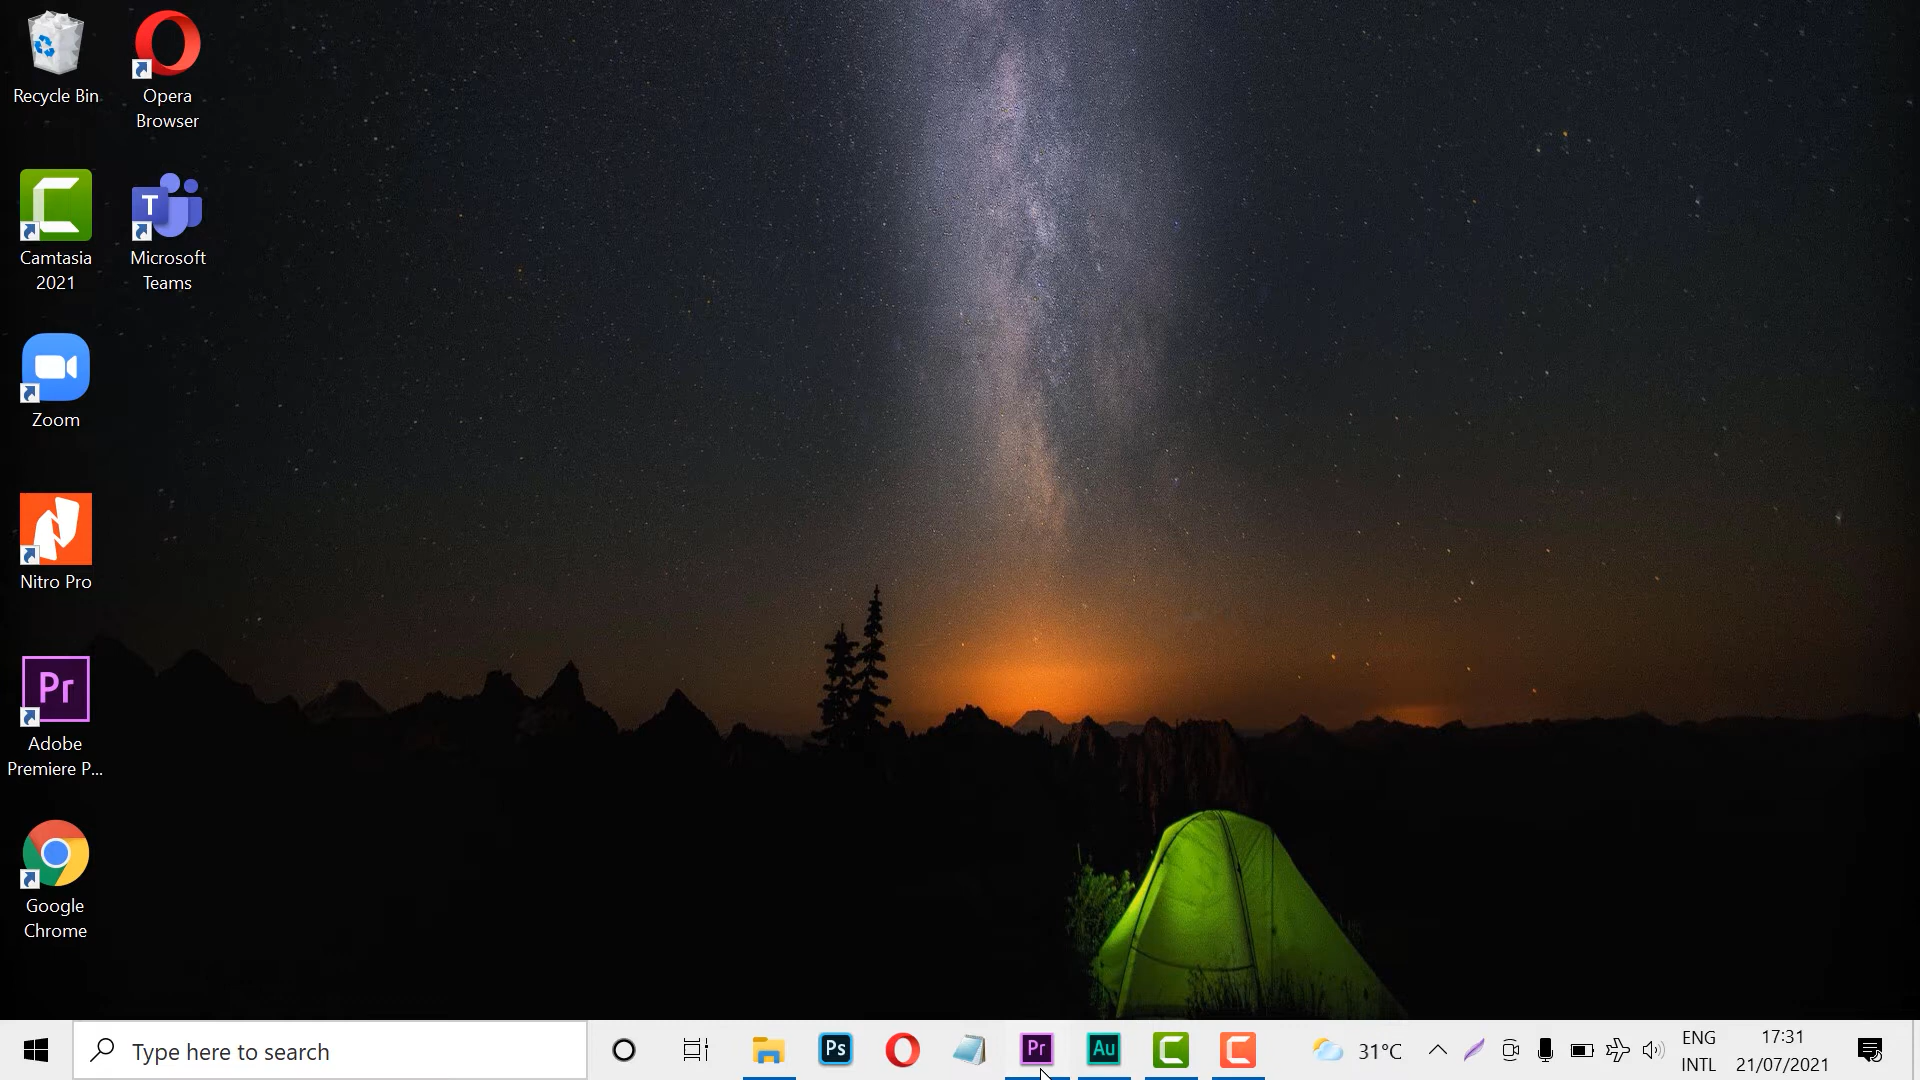 Recycle Bin
Opera
Browser
Camtasia
2021
T
Microsoft
Teams
Zoom
Nitro Pro
Pr
Adobe
Premiere P...
Google
Chrome
Type here to search
Ps
Pr
Au
31°C
ENG
INTL
17:31
21/07/2021